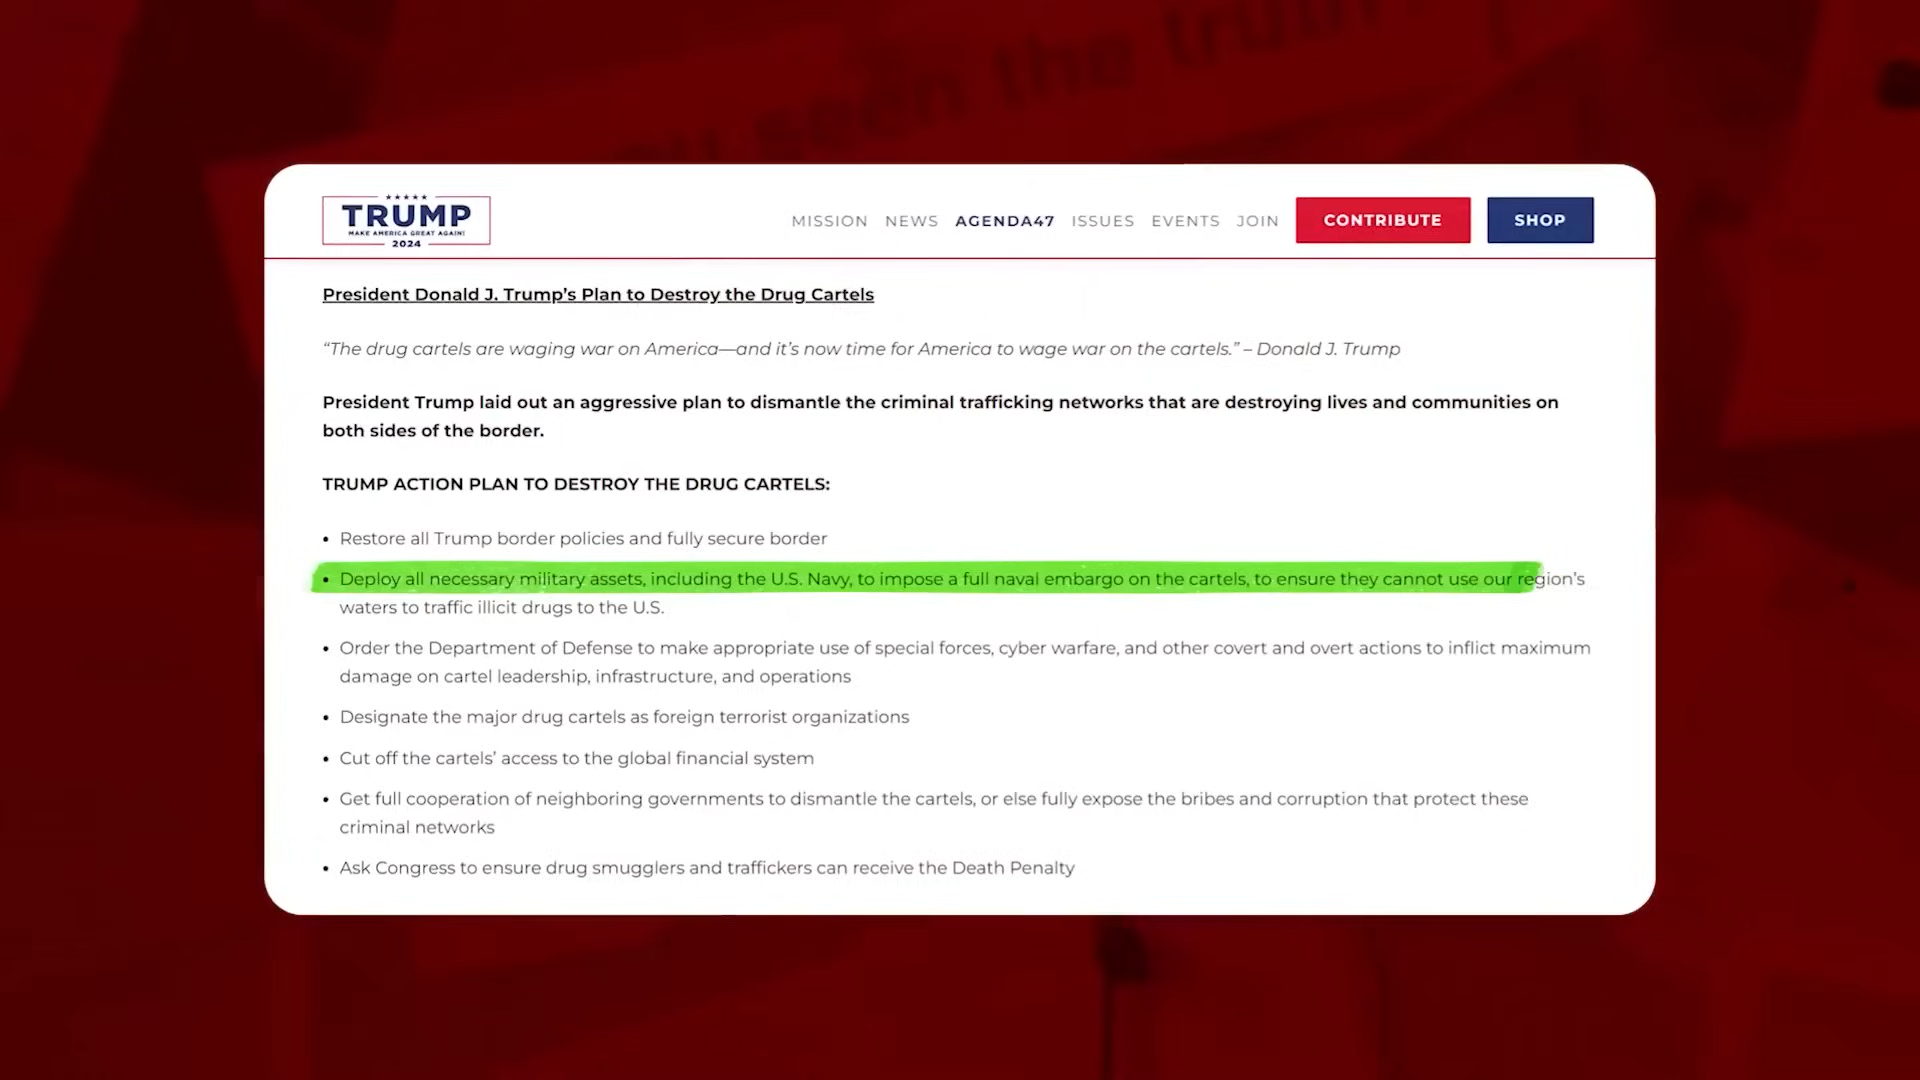 seen the truth
TRUMP
MAKE AMERICA GREAT AGAIN!
2024
MISSION NEWS AGENDA47 ISSUES EVENTS JOIN CONTRIBUTE SHOP
President Donald J. Trump’s Plan to Destroy the Drug Cartels
“The drug cartels are waging war on America—and it’s now time for America to wage war on the cartels.” – Donald J. Trump
President Trump laid out an aggressive plan to dismantle the criminal trafficking networks that are destroying lives and communities on
both sides of the border.
TRUMP ACTION PLAN TO DESTROY THE DRUG CARTELS:
• Restore all Trump border policies and fully secure border
• Deploy all necessary military assets, including the U.S. Navy, to impose a full naval embargo on the cartels, to ensure they cannot use our region’s
waters to traffic illicit drugs to the U.S.
• Order the Department of Defense to make appropriate use of special forces, cyber warfare, and other covert and overt actions to inflict maximum
damage on cartel leadership, infrastructure, and operations
• Designate the major drug cartels as foreign terrorist organizations
• Cut off the cartels’ access to the global financial system
• Get full cooperation of neighboring governments to dismantle the cartels, or else fully expose the bribes and corruption that protect these
criminal networks
• Ask Congress to ensure drug smugglers and traffickers can receive the Death Penalty